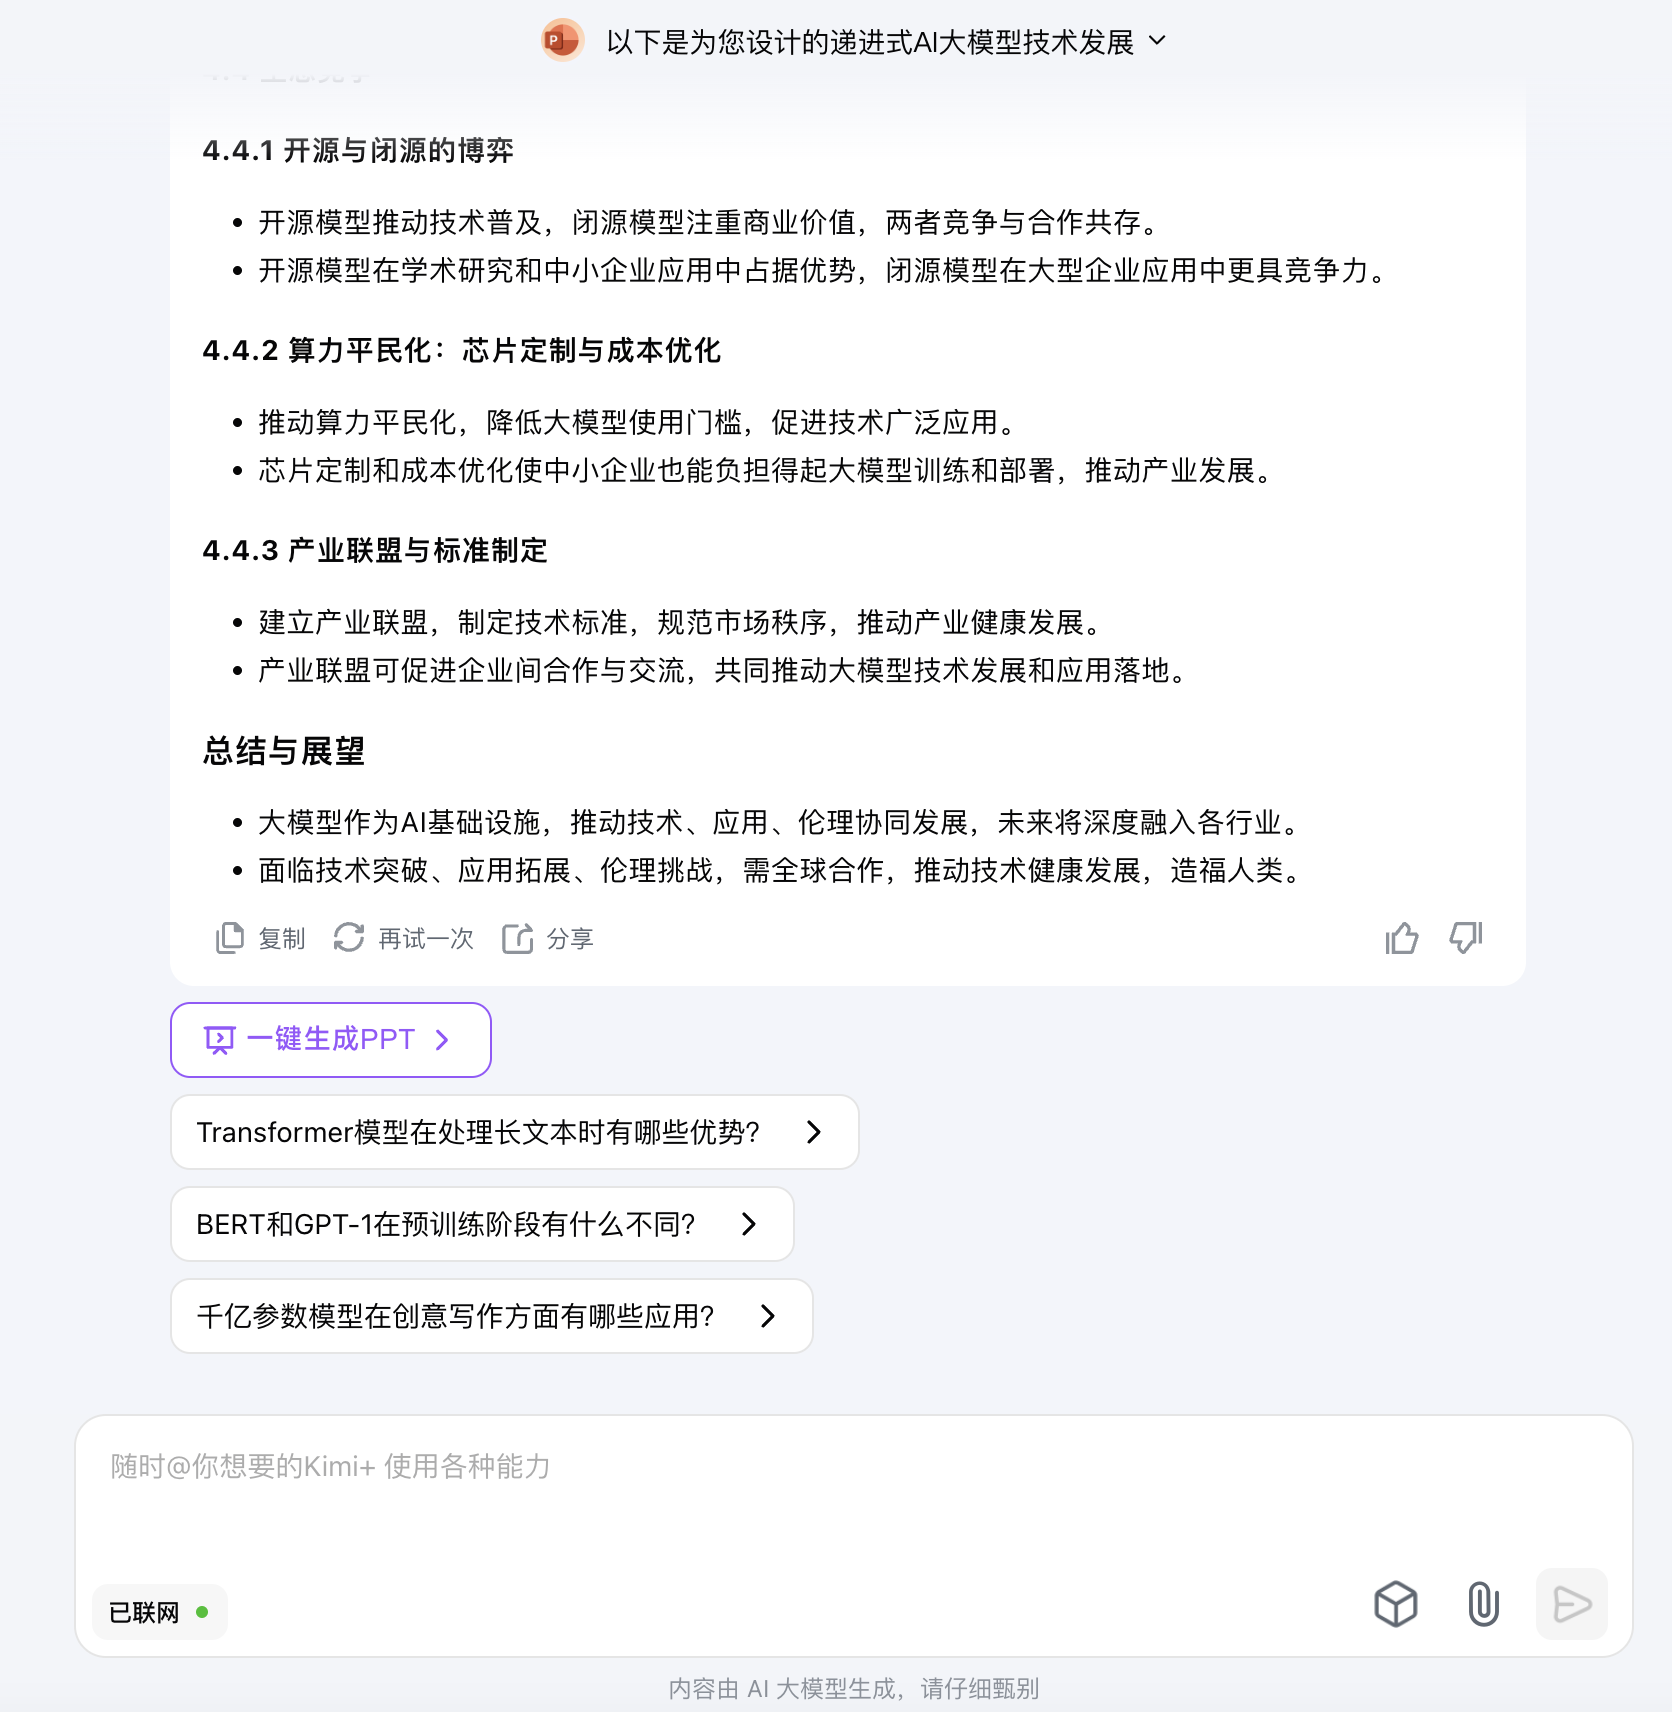 P
以下是为您设计的递进式AI大模型技术发展
4.4.1 开源与闭源的博弈
• 开源模型推动技术普及，闭源模型注重商业价值，两者竞争与合作共存。
• 开源模型在学术研究和中小企业应用中占据优势，闭源模型在大型企业应用中更具竞争力。
4.4.2 算力平民化：芯片定制与成本优化
• 推动算力平民化，降低大模型使用门槛，促进技术广泛应用。
• 芯片定制和成本优化使中小企业也能负担得起大模型训练和部署，推动产业发展。
4.4.3 产业联盟与标准制定
• 建立产业联盟，制定技术标准，规范市场秩序，推动产业健康发展。
• 产业联盟可促进企业间合作与交流，共同推动大模型技术发展和应用落地。
总结与展望
• 大模型作为AI基础设施，推动技术、应用、伦理协同发展，未来将深度融入各行业。
• 面临技术突破、应用拓展、伦理挑战，需全球合作，推动技术健康发展，造福人类。
复制 再试一次 分享
一键生成PPT
Transformer模型在处理长文本时有哪些优势?
BERT和GPT-1在预训练阶段有什么不同?
千亿参数模型在创意写作方面有哪些应用?
随时@你想要的Kimi+ 使用各种能力
已联网
内容由 AI 大模型生成，请仔细甄别